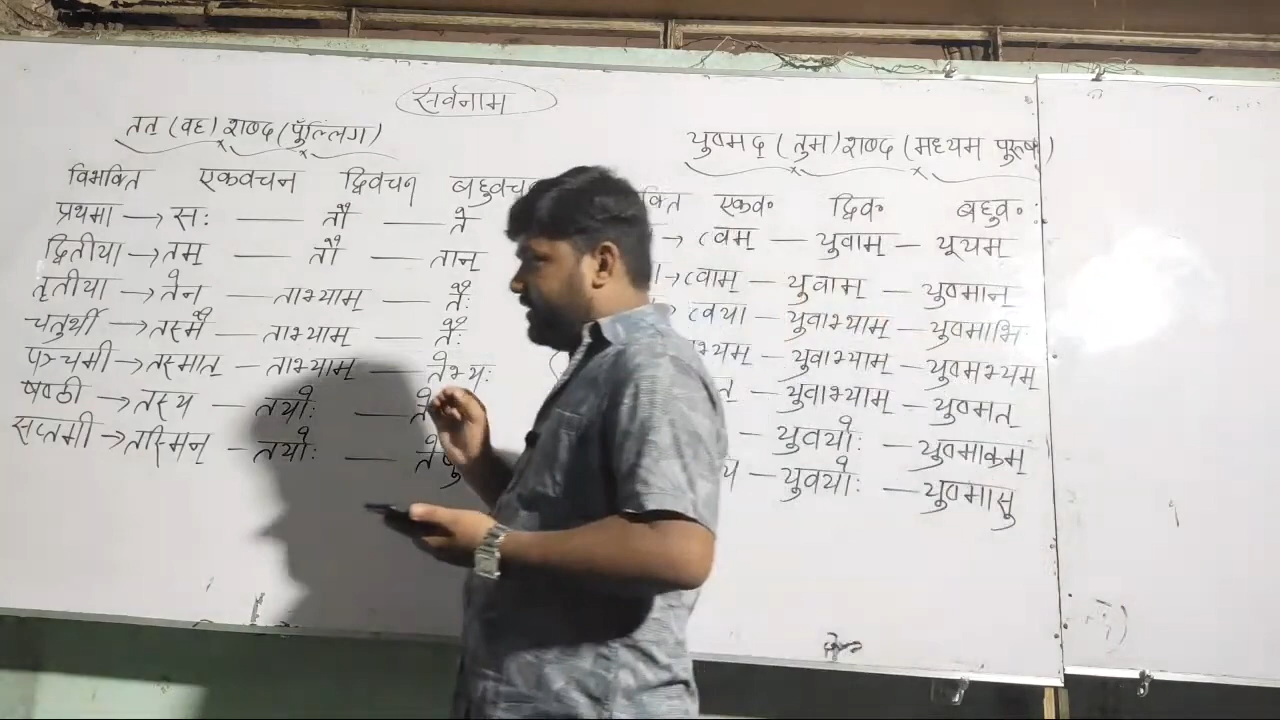 सर्वनाम
तत् (वह) शब्द (पुँल्लिग)
विभक्ति एकवचन द्विवचन बहुवच
प्रथमा → सः — तौ — ते
द्वितीया → तम् — तौ — तान्
तृतीया → तेन — ताभ्याम् — तैः
चतुर्थी → तस्मै — ताभ्याम् — तैः
पञ्चमी → तस्मात् — ताभ्याम् — तेभ्यः
षष्ठी → तस्य — तयोः — ते
सप्तमी → तस्मिन् — तयोः — तेषु
युष्मद् (तुम) शब्द (मध्यम पुरूष)
क्ति एकव॰ द्विव॰ बहुव॰
→ त्वम् — युवाम् — यूयम्
→ त्वाम् — युवाम् — युष्मान्
त्वया — युवाभ्याम् — युष्माभिः
भ्यम् — युवाभ्याम् — युष्मभ्यम्
त् — युवाभ्याम् — युष्मत्
— युवयोः — युष्माकम्
य — युवयोः — युष्मासु